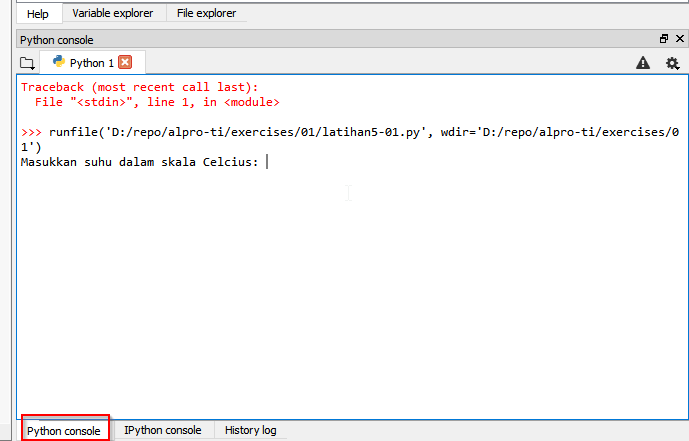 Help Variable explorer File explorer
Python console
Python 1
Traceback (most recent call last):
  File "<stdin>", line 1, in <module>
>>> runfile('D:/repo/alpro-ti/exercises/01/latihan5-01.py', wdir='D:/repo/alpro-ti/exercises/0
1')
Masukkan suhu dalam skala Celcius:
Python console IPython console History log